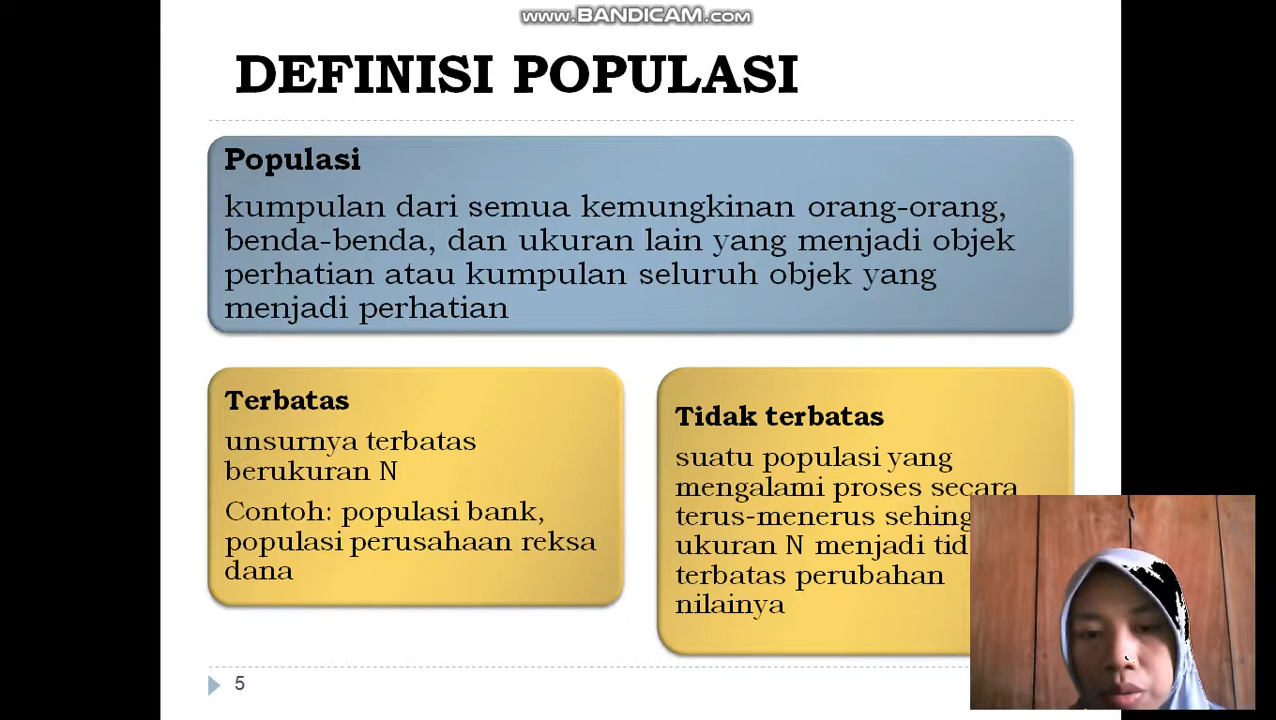 www.BANDICAM.com
DEFINISI POPULASI
Populasi
kumpulan dari semua kemungkinan orang-orang,
benda-benda, dan ukuran lain yang menjadi objek
perhatian atau kumpulan seluruh objek yang
menjadi perhatian
Terbatas
unsurnya terbatas
berukuran N
Contoh: populasi bank,
populasi perusahaan reksa
dana
Tidak terbatas
suatu populasi yang
mengalami proses secara
terus-menerus
ukuran N menjadi
terbatas perubahan
nilainya
5